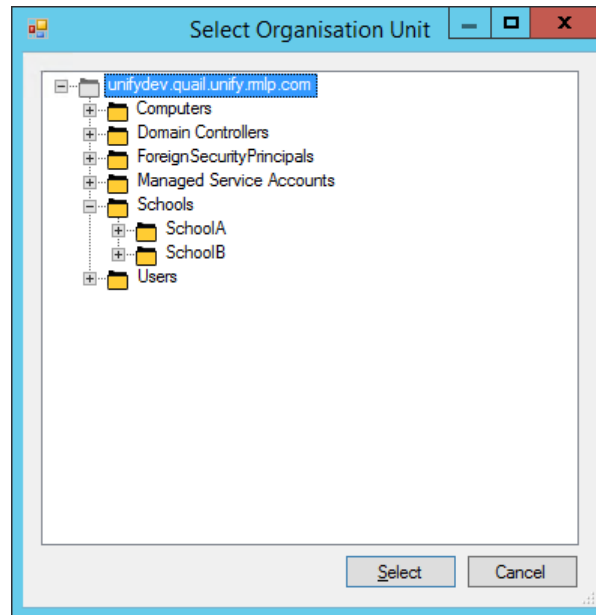 Select Organisation Unit
unifydev.quail.unify.mlp.com
Computers
Domain Controllers
ForeignSecurityPrincipals
Managed Service Accounts
Schools
SchoolA
SchoolB
Users
Select
Cancel